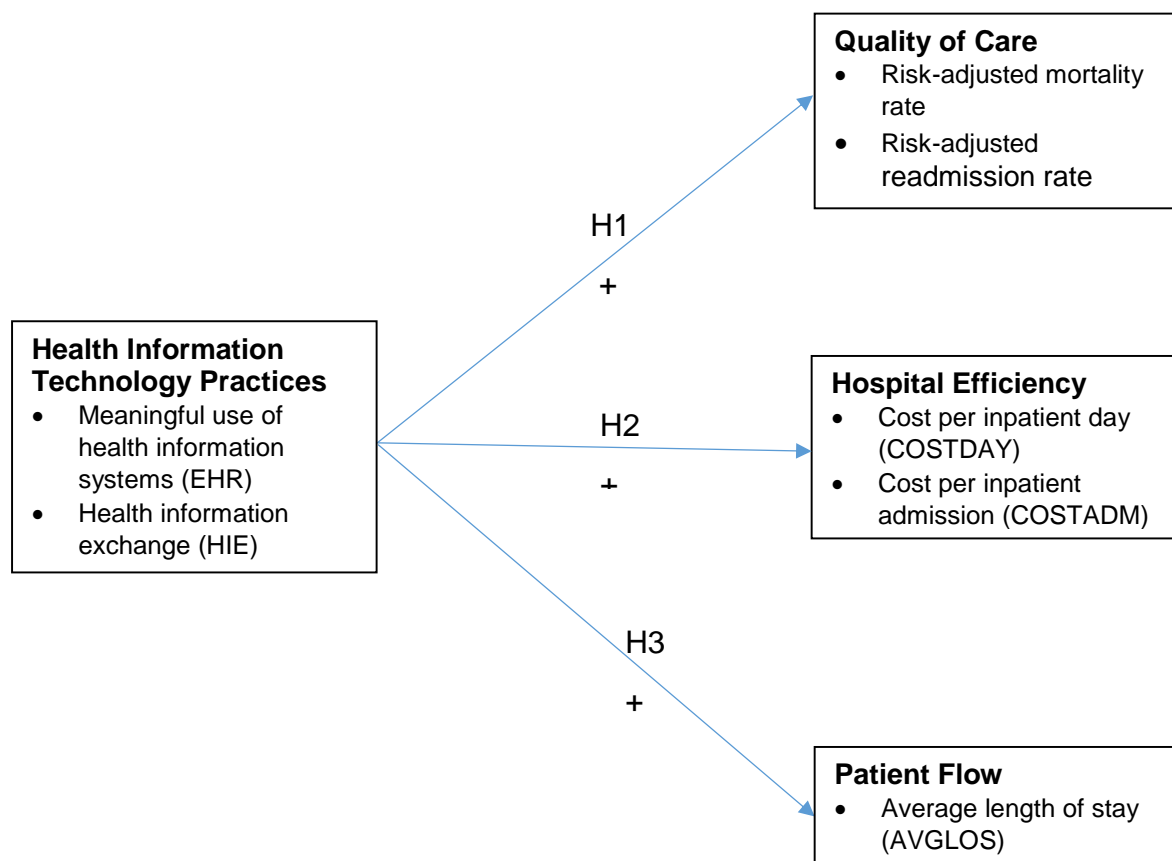 Quality of Care
• Risk-adjusted mortality
rate
• Risk-adjusted
readmission rate
H1
+
Health Information
Technology Practices
• Meaningful use of
health information
systems (EHR)
• Health information
exchange (HIE)
H2
+
Hospital Efficiency
• Cost per inpatient day
(COSTDAY)
• Cost per inpatient
admission (COSTADM)
H3
+
Patient Flow
• Average length of stay
(AVGLOS)